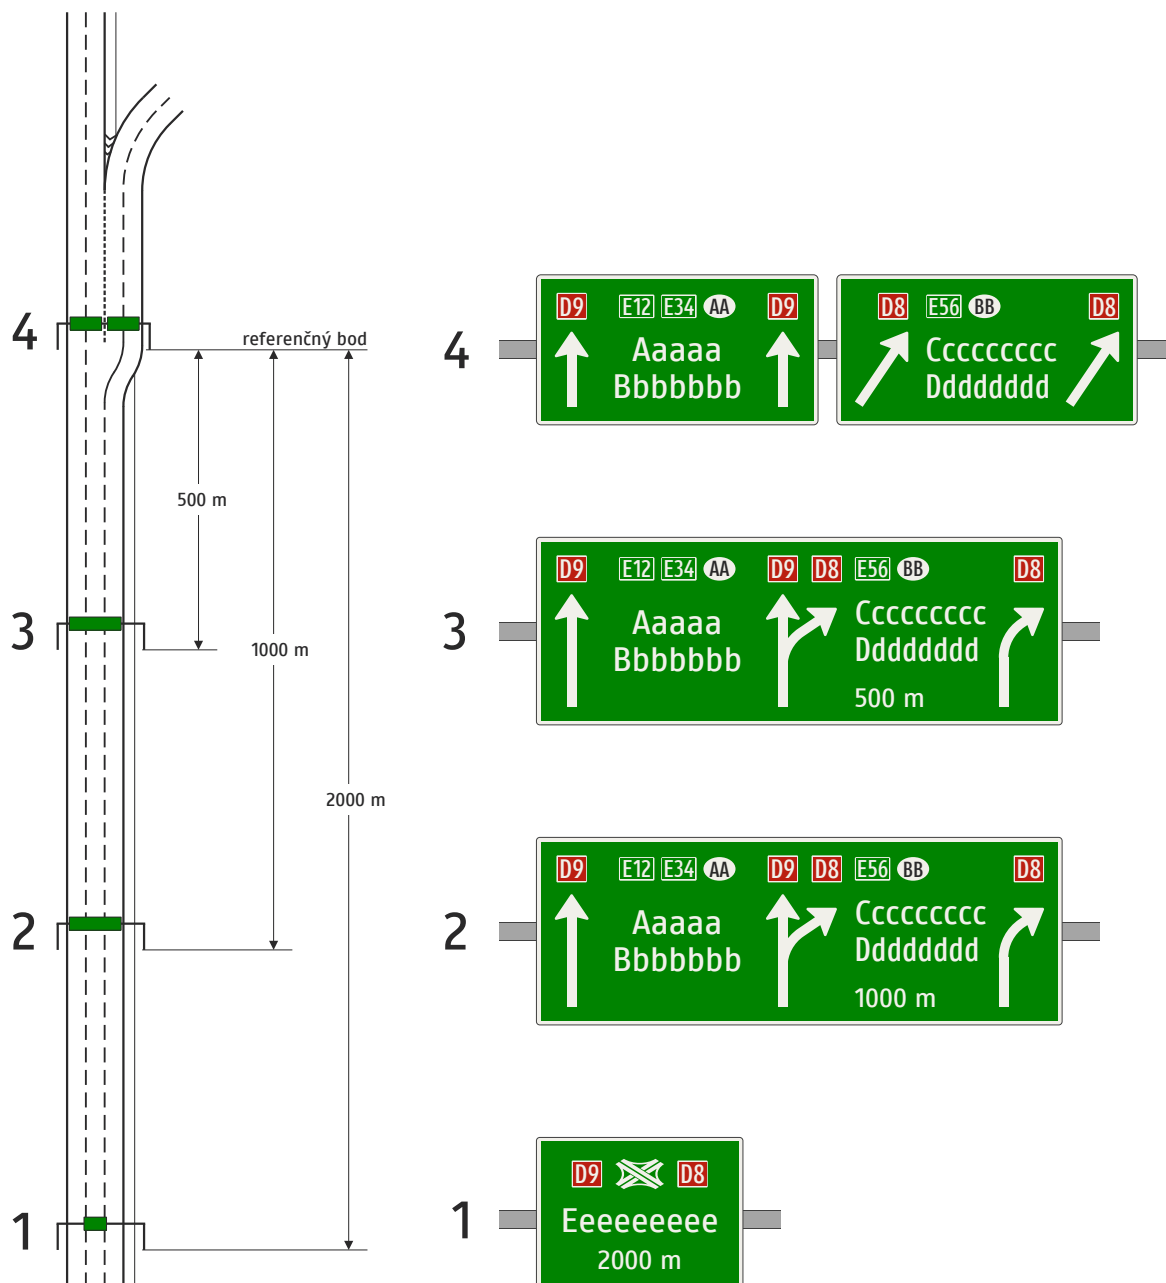 4
referenčný bod
500 m
3
1000 m
2000 m
2
1
4
D9 E12 E34 AA D9
Aaaaa
Bbbbbbb
D8 E56 BB D8
Ccccccccc
Dddddddd
3
D9 E12 E34 AA D9 D8 E56 BB D8
Aaaaa
Bbbbbbb
Ccccccccc
Dddddddd
500 m
2
D9 E12 E34 AA D9 D8 E56 BB D8
Aaaaa
Bbbbbbb
Ccccccccc
Dddddddd
1000 m
1
D9 D8
Eeeeeeeee
2000 m